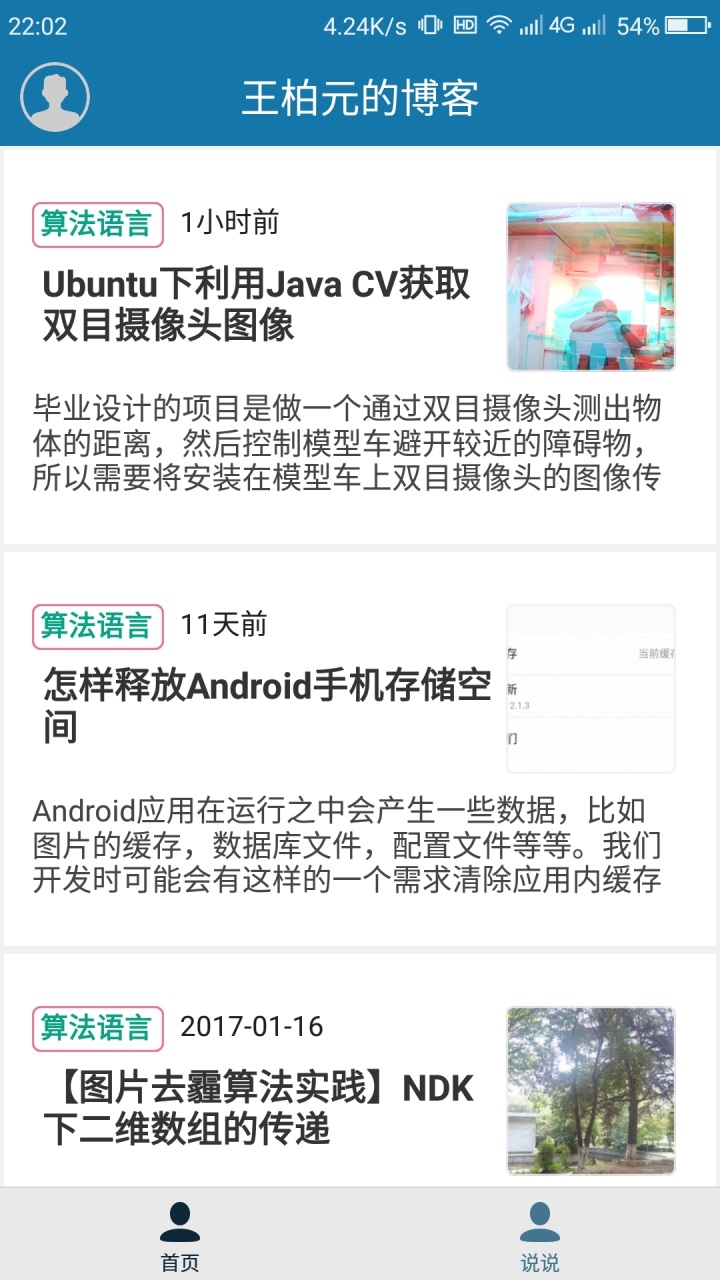 22:02 4.24K/s HD 4G 54%
王柏元的博客
算法语言 1小时前
Ubuntu下利用Java CV获取
双目摄像头图像
毕业设计的项目是做一个通过双目摄像头测出物
体的距离，然后控制模型车避开较近的障碍物，
所以需要将安装在模型车上双目摄像头的图像传
算法语言 11天前
怎样释放Android手机存储空
间
存 当前缓存
新
2.1.3
们
Android应用在运行之中会产生一些数据，比如
图片的缓存，数据库文件，配置文件等等。我们
开发时可能会有这样的一个需求清除应用内缓存
算法语言 2017-01-16
【图片去霾算法实践】NDK
下二维数组的传递
首页 说说